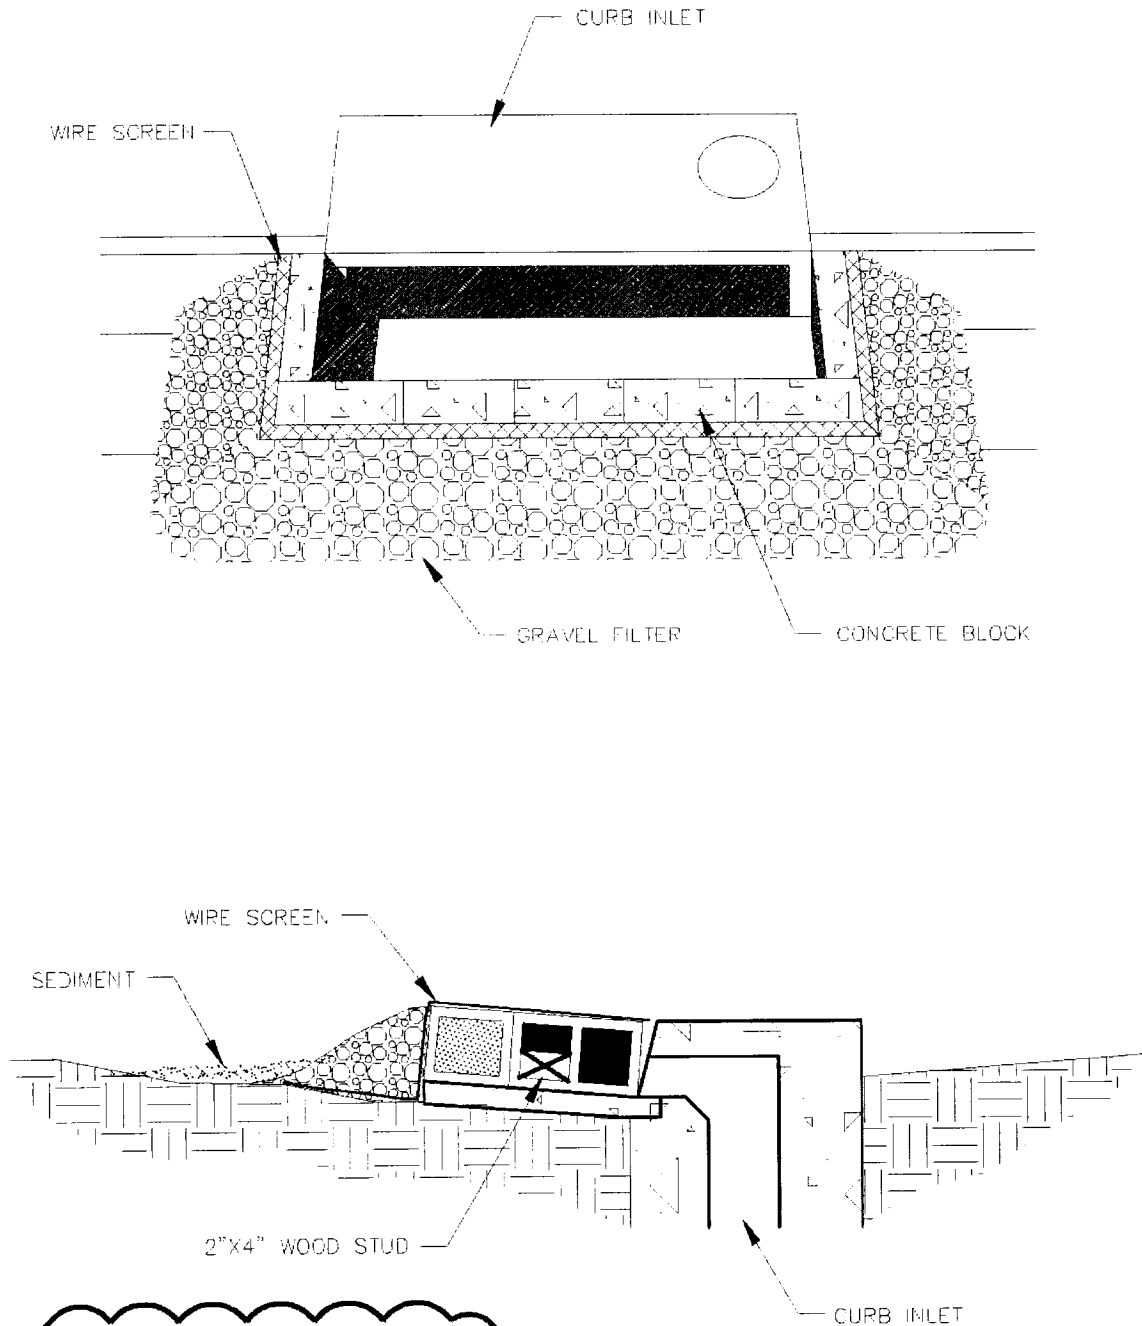 CURB INLET
WIRE SCREEN
GRAVEL FILTER
CONCRETE BLOCK
WIRE SCREEN
SEDIMENT
2"X4" WOOD STUD
CURB INLET